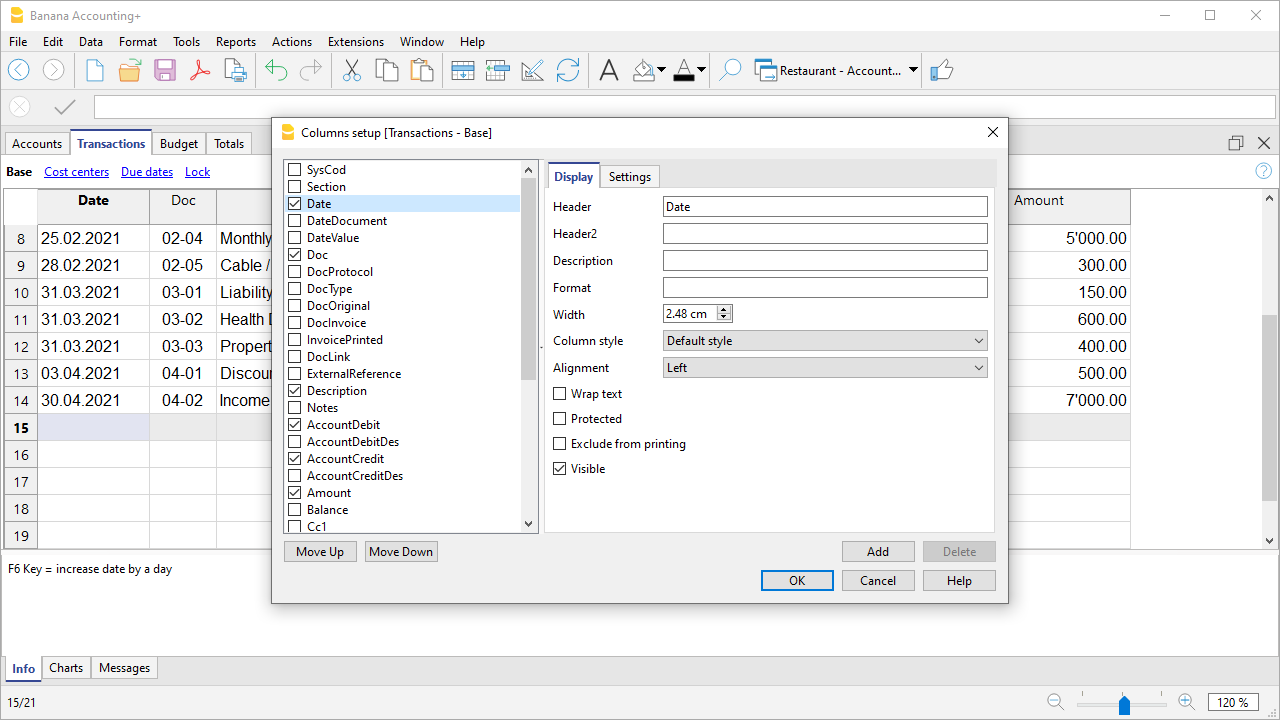 Banana Accounting+
File Edit Data Format Tools Reports Actions Extensions Window Help
Restaurant - Account...
Accounts Transactions Budget Totals
Base Cost centers Due dates Lock
Date Doc Amount
8 25.02.2021 02-04 Monthly 5'000.00
9 28.02.2021 02-05 Cable / 300.00
10 31.03.2021 03-01 Liability 150.00
11 31.03.2021 03-02 Health 600.00
12 31.03.2021 03-03 Propert 400.00
13 03.04.2021 04-01 Discou 500.00
14 30.04.2021 04-02 Income 7'000.00
15
16
17
18
19
Columns setup [Transactions - Base]
SysCod
Section
Date
DateDocument
DateValue
Doc
DocProtocol
DocType
DocOriginal
DocInvoice
InvoicePrinted
DocLink
ExternalReference
Description
Notes
AccountDebit
AccountDebitDes
AccountCredit
AccountCreditDes
Amount
Balance
Cc1
Move Up Move Down
Display Settings
Header Date
Header2
Description
Format
Width 2.48 cm
Column style Default style
Alignment Left
Wrap text
Protected
Exclude from printing
Visible
Add Delete
OK Cancel Help
F6 Key = increase date by a day
Info Charts Messages
15/21 120 %